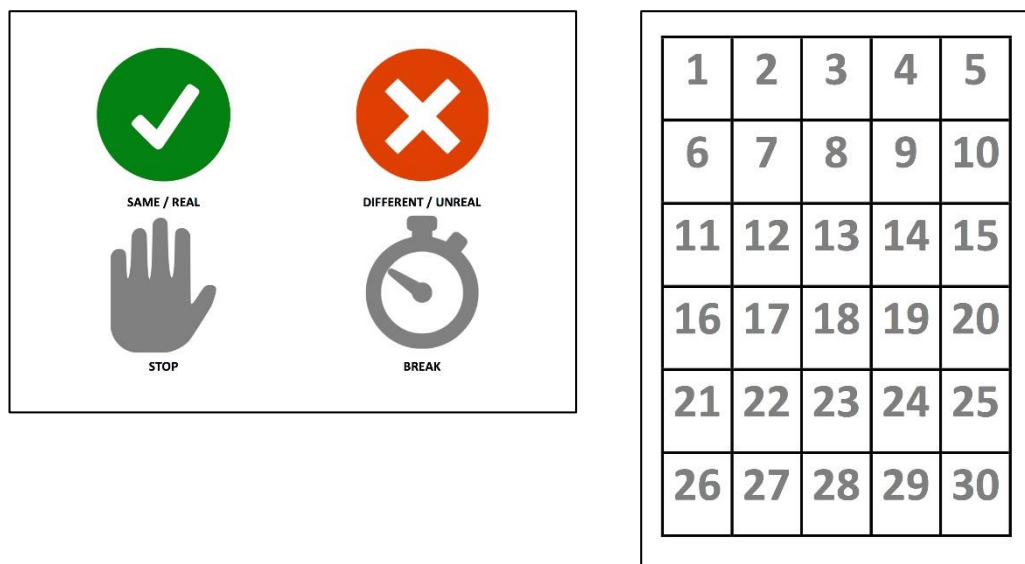 SAME / REAL
DIFFERENT / UNREAL
STOP
BREAK
1 2 3 4 5
6 7 8 9 10
11 12 13 14 15
16 17 18 19 20
21 22 23 24 25
26 27 28 29 30